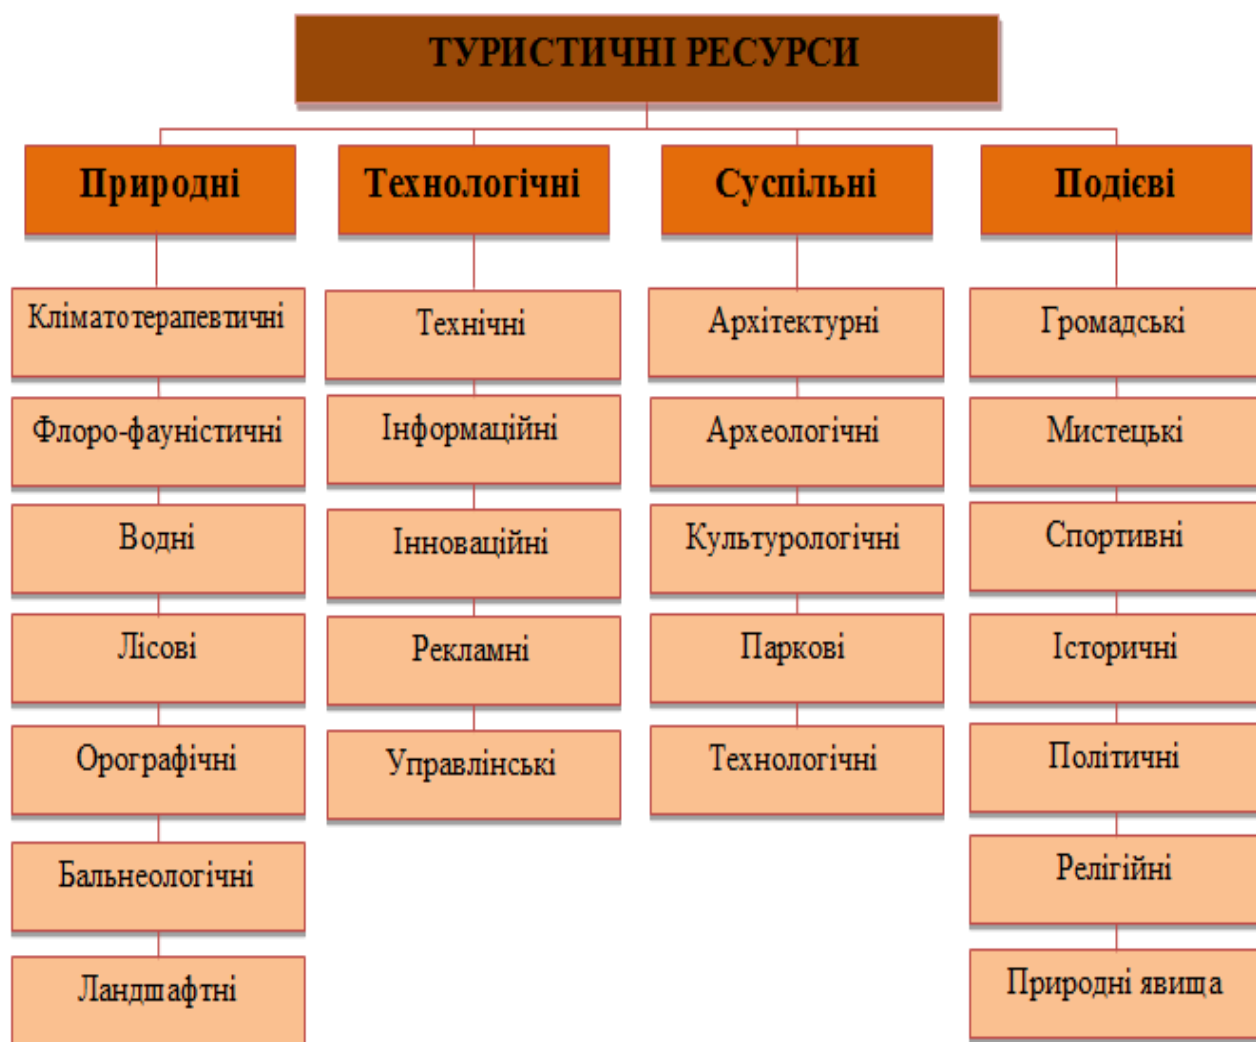 ТУРИСТИЧНІ РЕСУРСИ
Природні
Технологічні
Суспільні
Подієві
Кліматотерапевтичні
Технічні
Архітектурні
Громадські
Флоро-фауністичні
Інформаційні
Археологічні
Мистецькі
Водні
Інноваційні
Культурологічні
Спортивні
Лісові
Рекламні
Паркові
Історичні
Орографічні
Управлінські
Технологічні
Політичні
Бальнеологічні
Релігійні
Ландшафтні
Природні явища